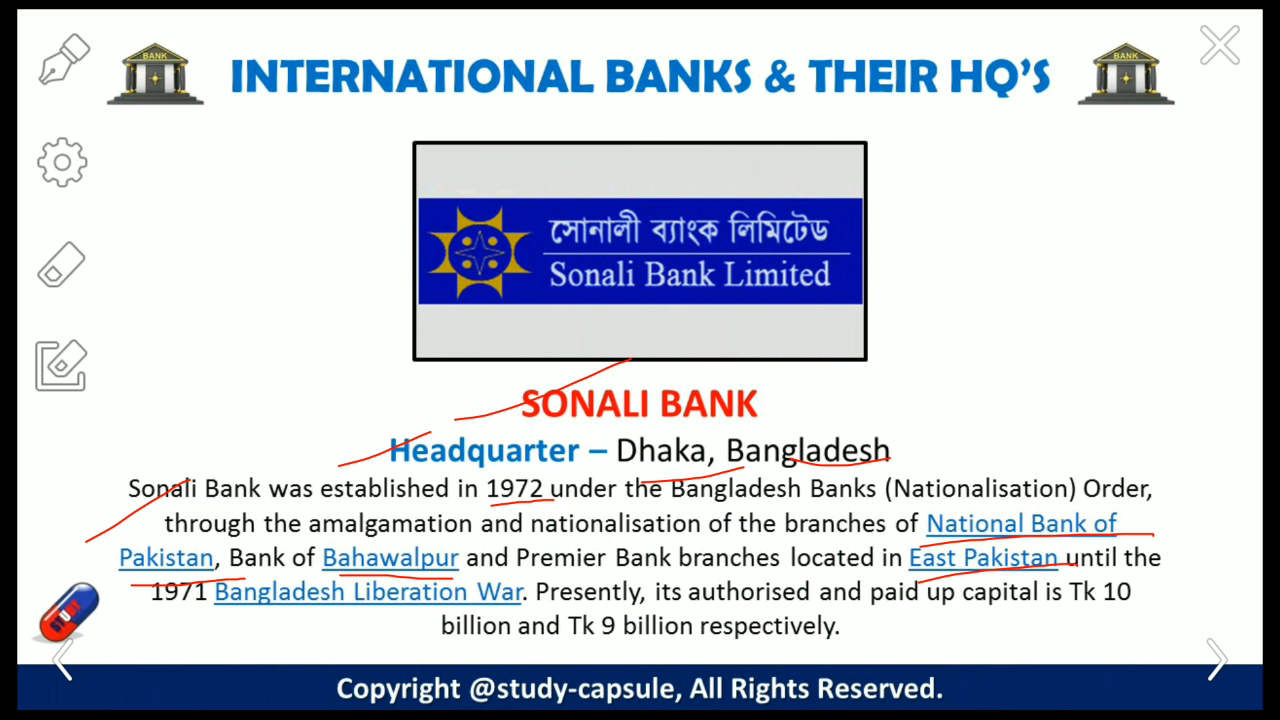 BANK
INTERNATIONAL BANKS & THEIR HQ'S
BANK
সোনালী ব্যাংক লিমিটেড
Sonali Bank Limited
SONALI BANK
Headquarter – Dhaka, Bangladesh
Sonali Bank was established in 1972 under the Bangladesh Banks (Nationalisation) Order,
through the amalgamation and nationalisation of the branches of National Bank of
Pakistan, Bank of Bahawalpur and Premier Bank branches located in East Pakistan until the
1971 Bangladesh Liberation War. Presently, its authorised and paid up capital is Tk 10
billion and Tk 9 billion respectively.
STUDY
Copyright @study-capsule, All Rights Reserved.